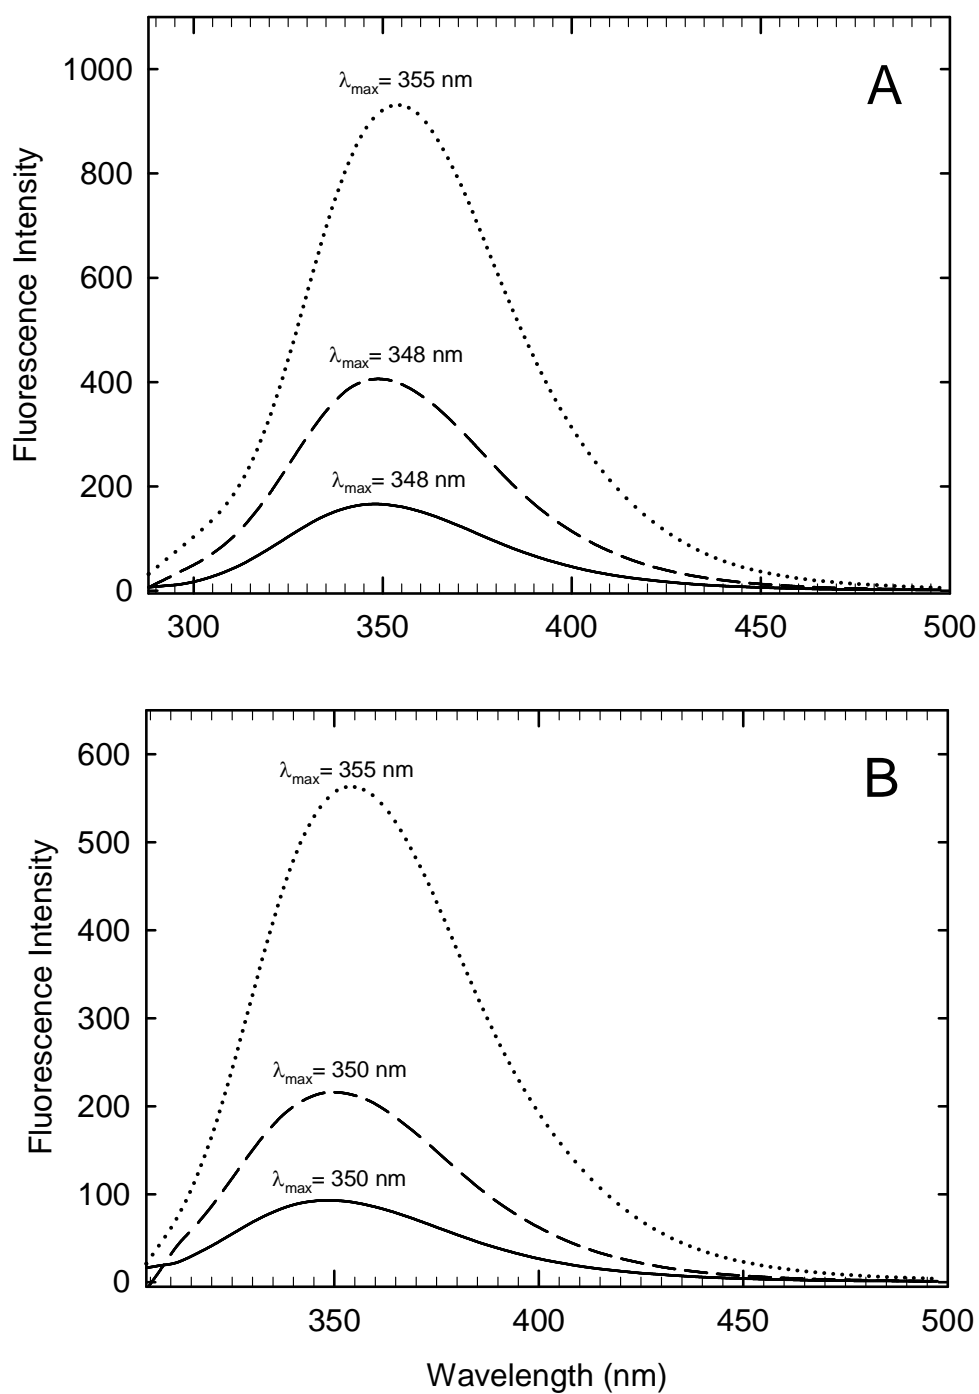 A
λmax= 355 nm
1000
800
600
400
200
0
Fluorescence Intensity
λmax= 348 nm
λmax= 348 nm
300 350 400 450 500
B
λmax= 355 nm
600
500
400
300
200
100
0
Fluorescence Intensity
λmax= 350 nm
λmax= 350 nm
350 400 450 500
Wavelength (nm)